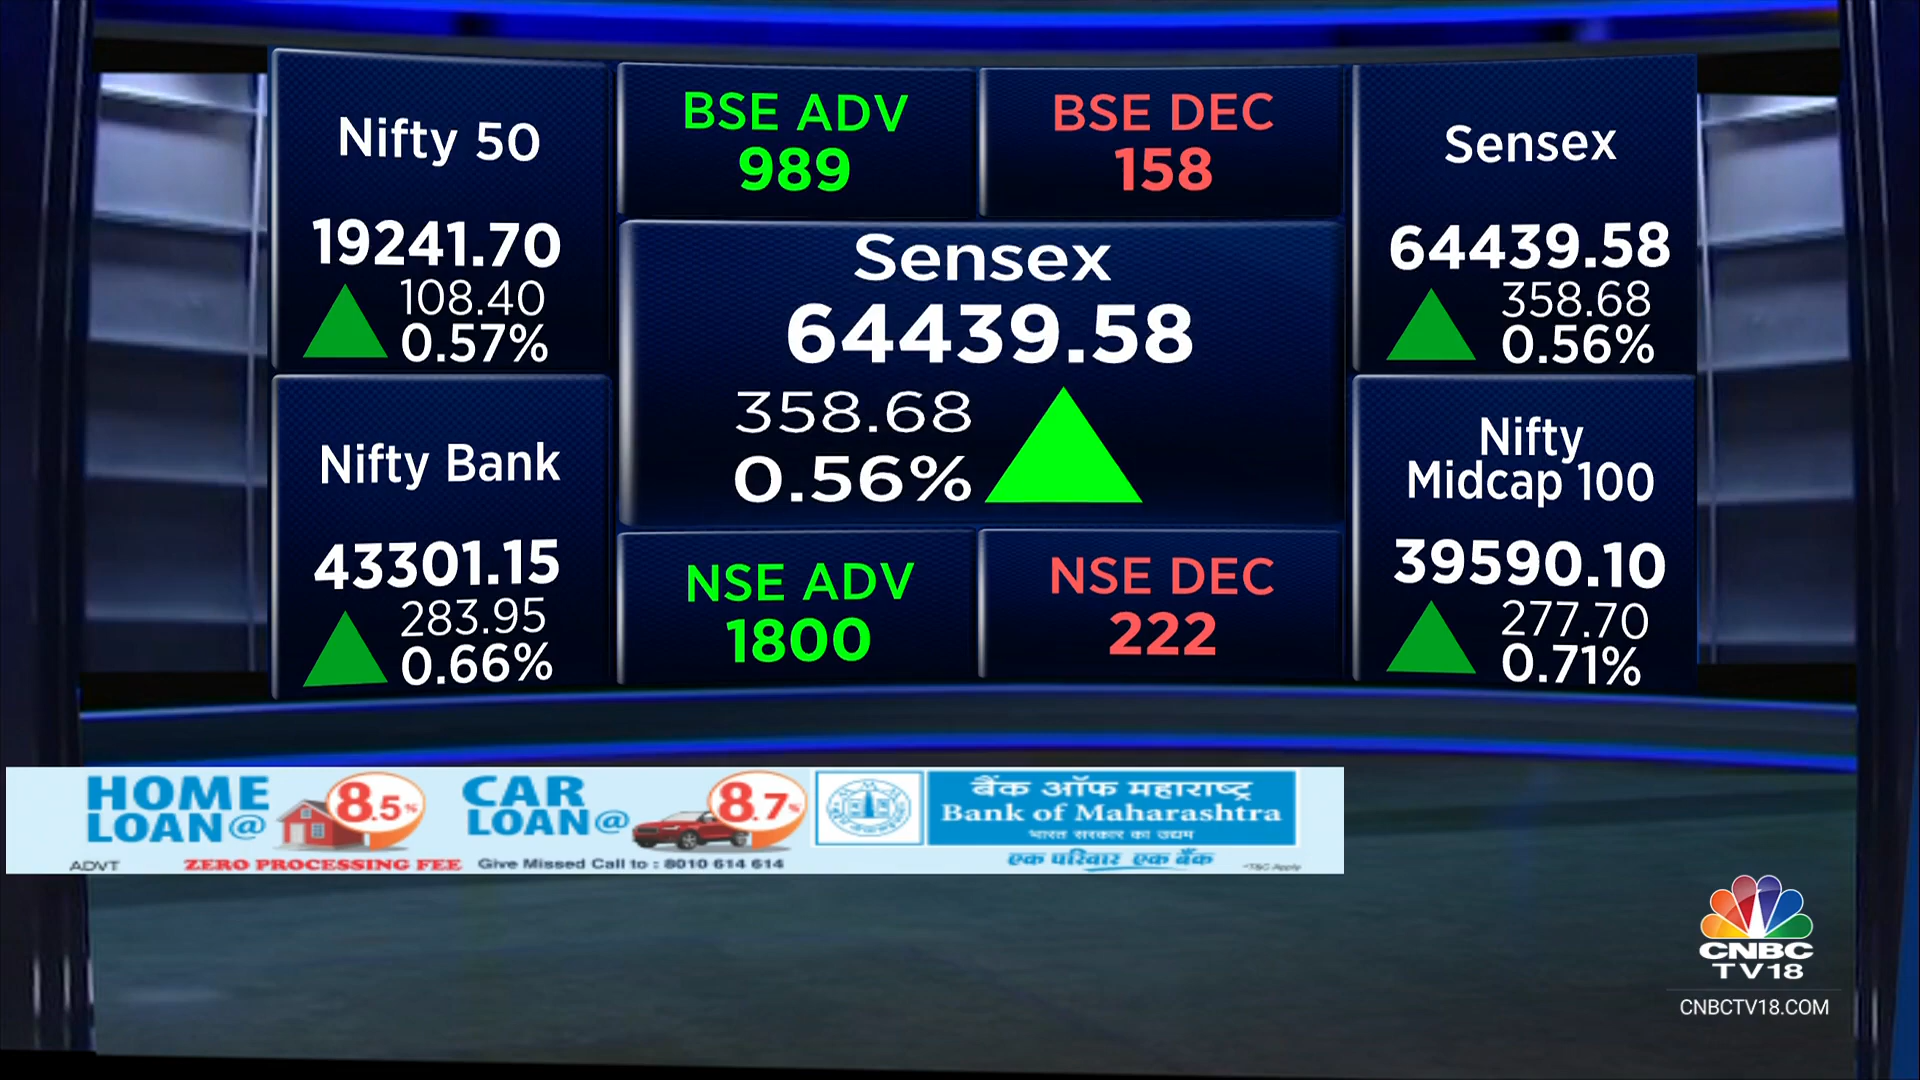 Nifty 50
19241.70
108.40
0.57%
BSE ADV
989
BSE DEC
158
Sensex
64439.58
358.68
0.56%
Sensex
64439.58
358.68
0.56%
Nifty Bank
43301.15
283.95
0.66%
NSE ADV
1800
NSE DEC
222
Nifty
Midcap 100
39590.10
277.70
0.71%
HOME
LOAN@
8.5%
CAR
LOAN@
8.7%
बैंक ऑफ महाराष्ट्र
Bank of Maharashtra
भारत सरकार का उद्यम
एक परिवार एक बैंक
ADVT
ZERO PROCESSING FEE
Give Missed Call to : 8010 614 614
*T&C Apply
CNBC
TV18
CNBCTV18.COM